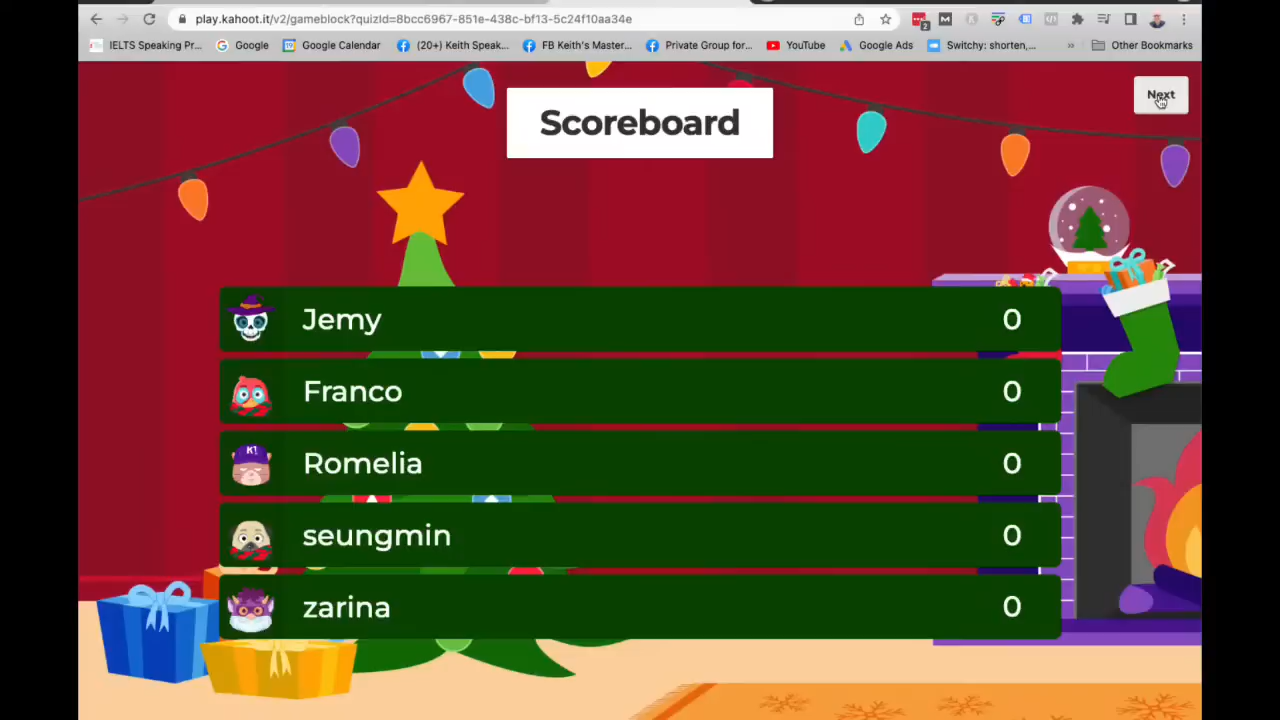 play.kahoot.it/v2/gameblock?quizId=8bcc6967-851e-438c-bf13-5c24f10aa34e
2
IELTS Speaking Pr... Google Google Calendar (20+) Keith Speak... FB Keith's Master... Private Group for... YouTube Google Ads Switchy: shorten,... » Other Bookmarks
Next
Scoreboard
Jemy 0
Franco 0
K!
Romelia 0
seungmin 0
zarina 0